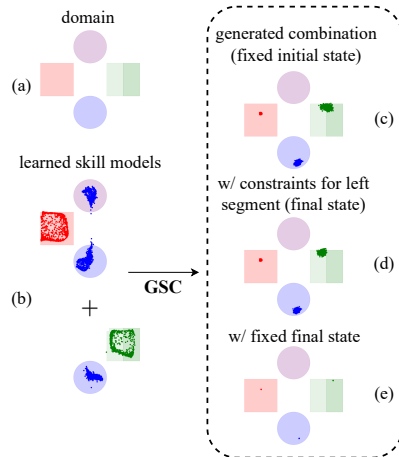 domain
(a)
learned skill models
(b)
+
GSC
generated combination
(fixed initial state)
(c)
w/ constraints for left
segment (final state)
(d)
w/ fixed final state
(e)